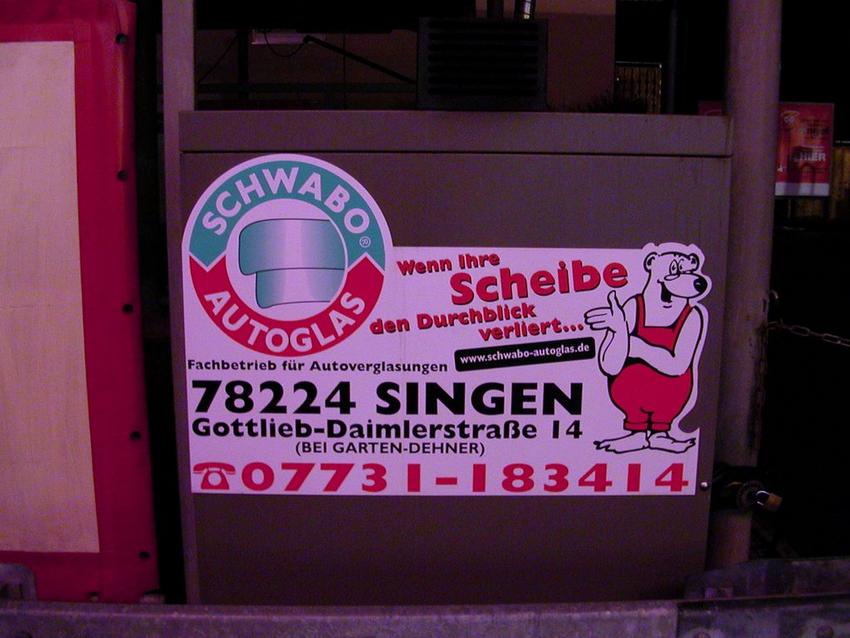 SCHWABO®
AUTOGLAS
Wenn Ihre
Scheibe
den Durchblick
verliert...
www.schwabo-autoglas.de
Fachbetrieb für Autoverglasungen
78224 SINGEN
Gottlieb-Daimlerstraße 14
(BEI GARTEN-DEHNER)
☎07731-183414